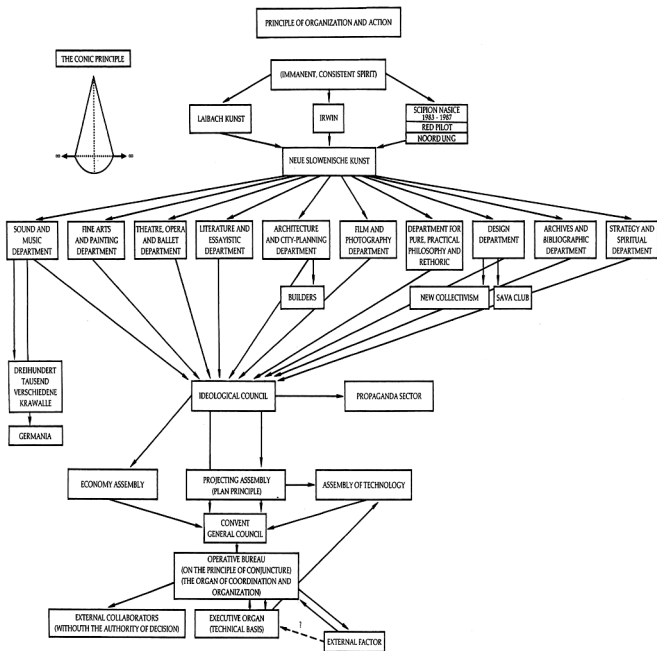 PRINCIPLE OF ORGANIZATION AND ACTION
THE CONIC PRINCIPLE
∞
∞
(IMMANENT, CONSISTENT SPIRIT)
LAIBACH KUNST
IRWIN
SCIPION NASICE
1983 - 1987
RED PILOT
NOORDUNG
NEUE SLOWENISCHE KUNST
SOUND AND
MUSIC
DEPARTMENT
FINE ARTS
AND PAINTING
DEPARTMENT
THEATRE, OPERA
AND BALLET
DEPARTMENT
LITERATURE AND
ESSAYISTIC
DEPARTMENT
ARCHITECTURE
AND CITY-PLANNING
DEPARTMENT
FILM AND
PHOTOGRAPHY
DEPARTMENT
DEPARTMENT FOR
PURE, PRACTICAL
PHILOSOPHY AND
RETHORIC
DESIGN
DEPARTMENT
ARCHIVES AND
BIBLIOGRAPHIC
DEPARTMENT
STRATEGY AND
SPIRITUAL
DEPARTMENT
BUILDERS
NEW COLLECTIVISM
SAVA CLUB
DREIHUNDERT
TAUSEND
VERSCHIEDENE
KRAWALLE
GERMANIA
IDEOLOGICAL COUNCIL
PROPAGANDA SECTOR
ECONOMY ASSEMBLY
PROJECTING ASSEMBLY
(PLAN PRINCIPLE)
ASSEMBLY OF TECHNOLOGY
CONVENT
GENERAL COUNCIL
OPERATIVE BUREAU
(ON THE PRINCIPLE OF CONJUNCTURE)
(THE ORGAN OF COORDINATION AND
ORGANIZATION)
EXTERNAL COLLABORATORS
(WITHOUTH THE AUTHORITY OF DECISION)
EXECUTIVE ORGAN
(TECHNICAL BASIS)
?
EXTERNAL FACTOR